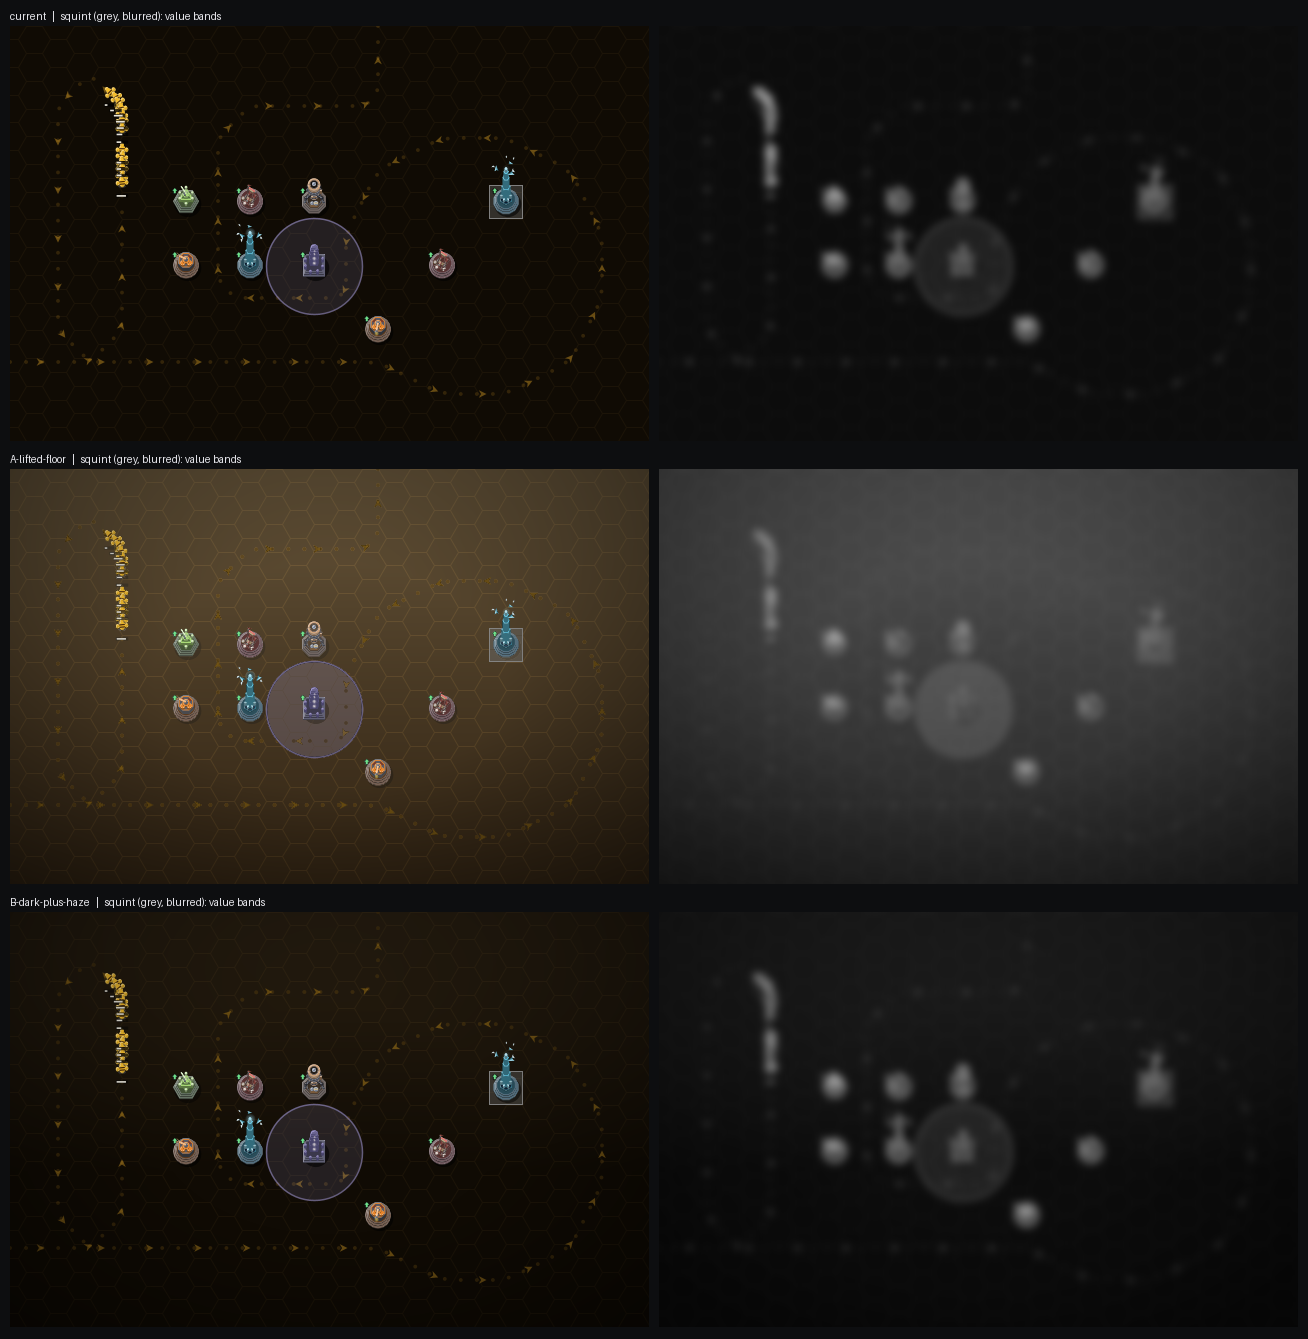 current | squint (grey, blurred): value bands
A-lifted-floor | squint (grey, blurred): value bands
B-dark-plus-haze | squint (grey, blurred): value bands